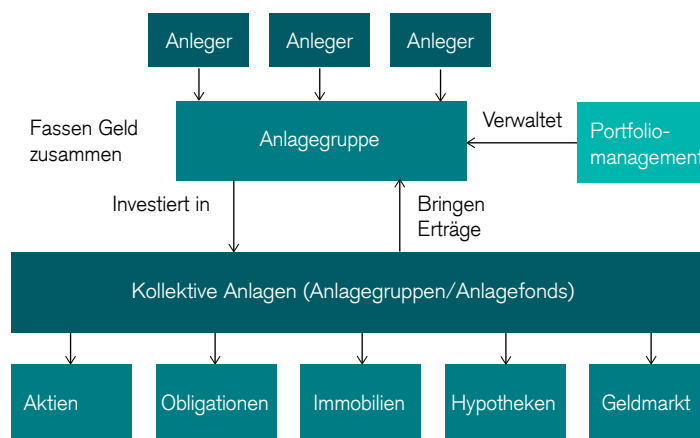 Anleger
Anleger
Anleger
Fassen Geld
zusammen
Anlagegruppe
Verwaltet
Portfolio-
management
Investiert in
Bringen
Erträge
Kollektive Anlagen (Anlagegruppen/Anlagefonds)
Aktien
Obligationen
Immobilien
Hypotheken
Geldmarkt